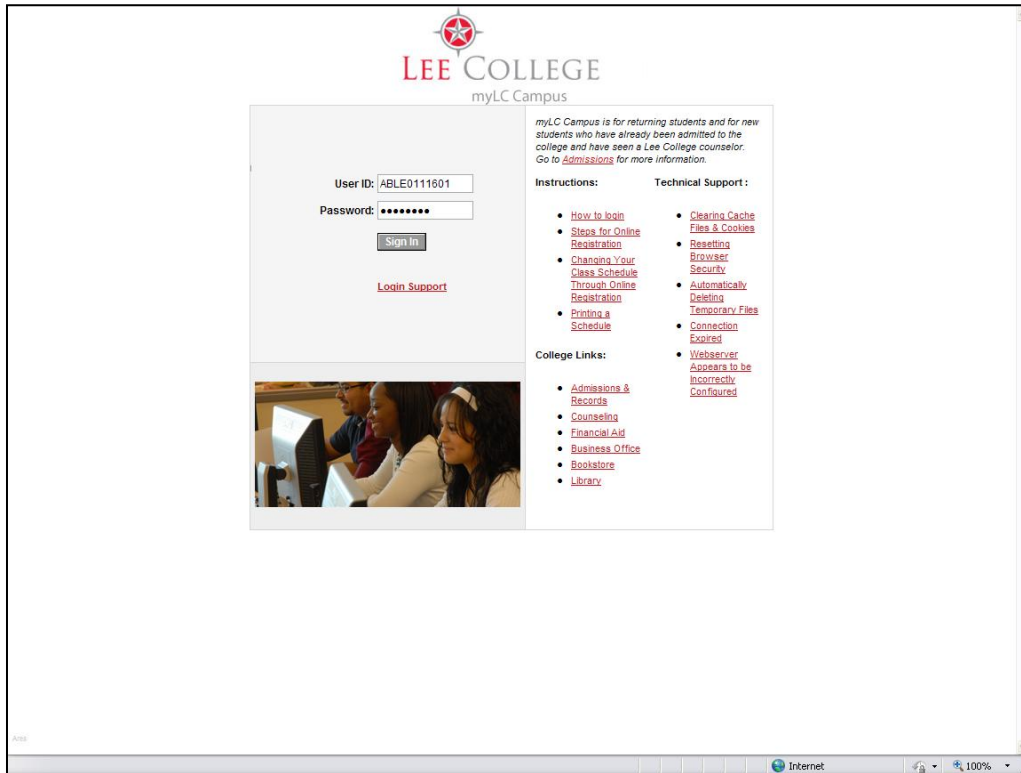 LEE COLLEGE
myLC Campus
User ID: ABLE0111601
Password: ••••••••
Sign In
Login Support
myLC Campus is for returning students and for new
students who have already been admitted to the
college and have seen a Lee College counselor.
Go to Admissions for more information.
Instructions:
How to login
Steps for Online
Registration
Changing Your
Class Schedule
Through Online
Registration
Printing a
Schedule
College Links:
Admissions &
Records
Counseling
Financial Aid
Business Office
Bookstore
Library
Technical Support :
Clearing Cache
Files & Cookies
Resetting
Browser
Security
Automatically
Deleting
Temporary Files
Connection
Expired
Webserver
Appears to be
Incorrectly
Configured
Internet
100%